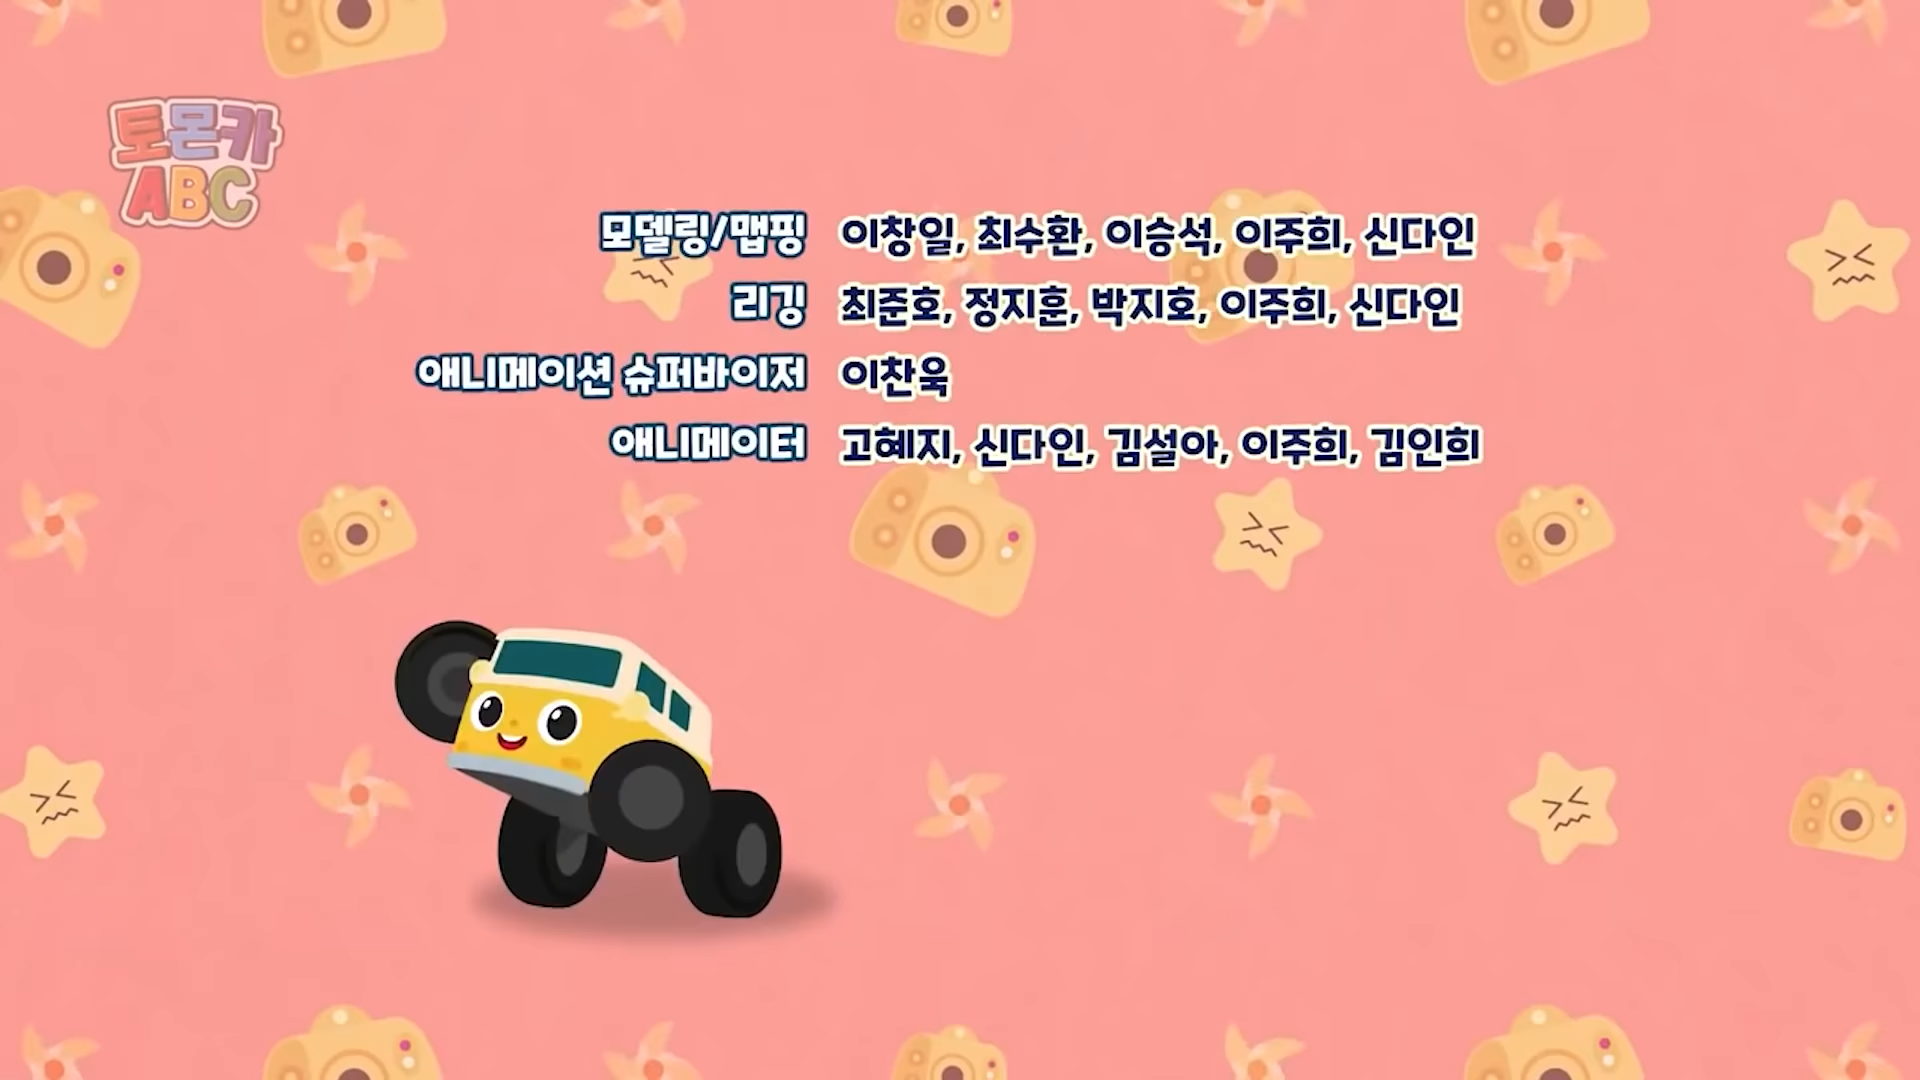 토몬카
ABC
모델링/맵핑 이창일, 최수환, 이승석, 이주희, 신다인
리깅 최준호, 정지훈, 박지호, 이주희, 신다인
애니메이션 슈퍼바이저 이찬욱
애니메이터 고혜지, 신다인, 김설아, 이주희, 김인희